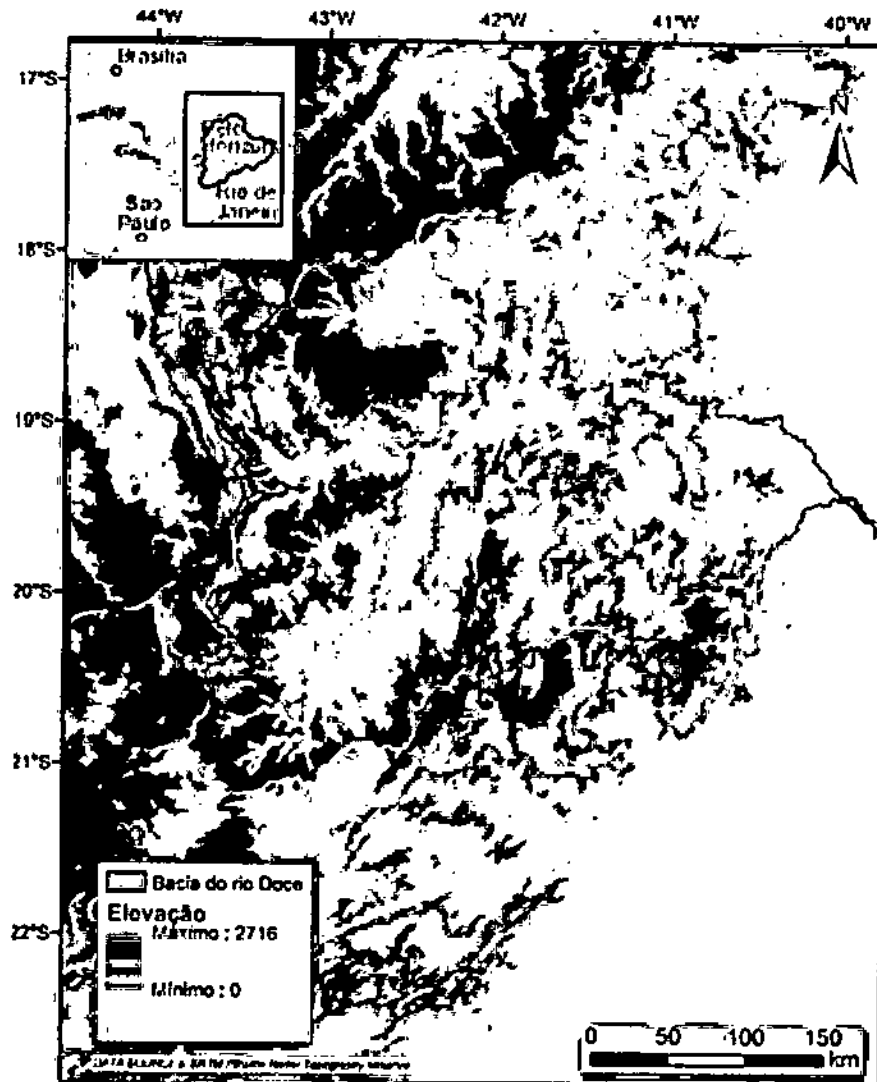 44°W 43°W 42°W 41°W 40°W
17°S
18°S
19°S
20°S
21°S
22°S
Brasília
Rio de
Janeiro
São
Paulo
N
Bacia do rio Doce
Elevação
Máximo : 2716
Mínimo : 0
0 50 100 150
km